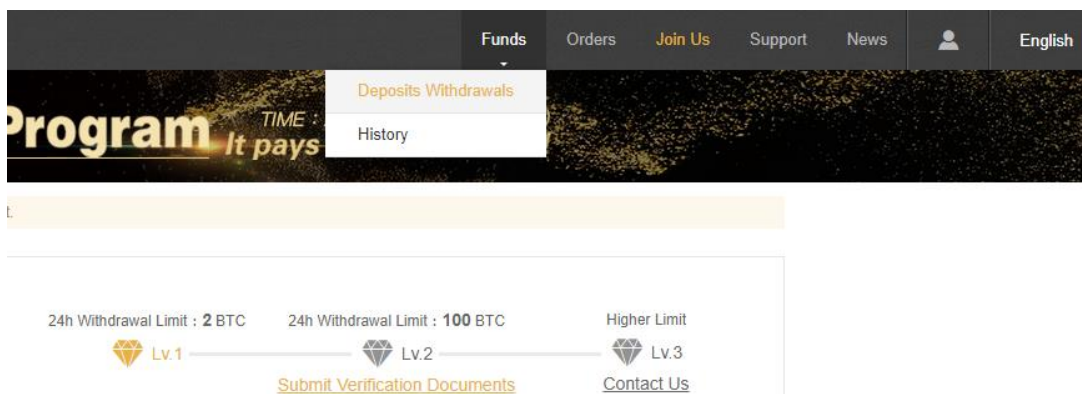 Funds Orders Join Us Support News English
Deposits Withdrawals
History
Program TIME :
It pays
t.
24h Withdrawal Limit : 2 BTC 24h Withdrawal Limit : 100 BTC Higher Limit
Lv.1 Lv.2 Lv.3
Submit Verification Documents Contact Us